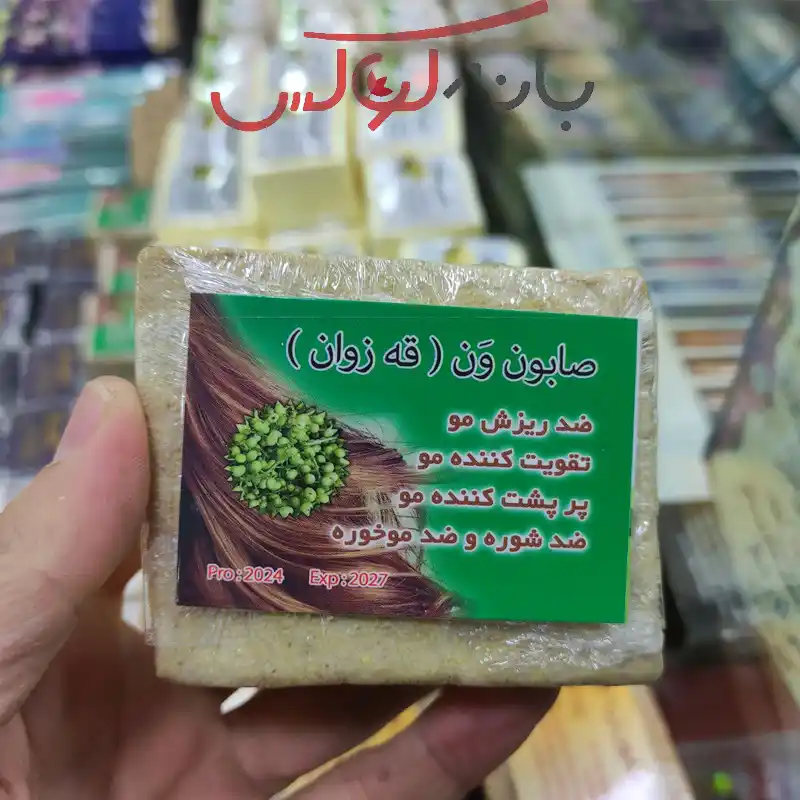 بانه لوکس
صابون وَن ( قه زوان )
ضد ریزش مو
تقویت کننده مو
پر پشت کننده مو
ضد شوره و ضد موخوره
Pro:2024 Exp:2027